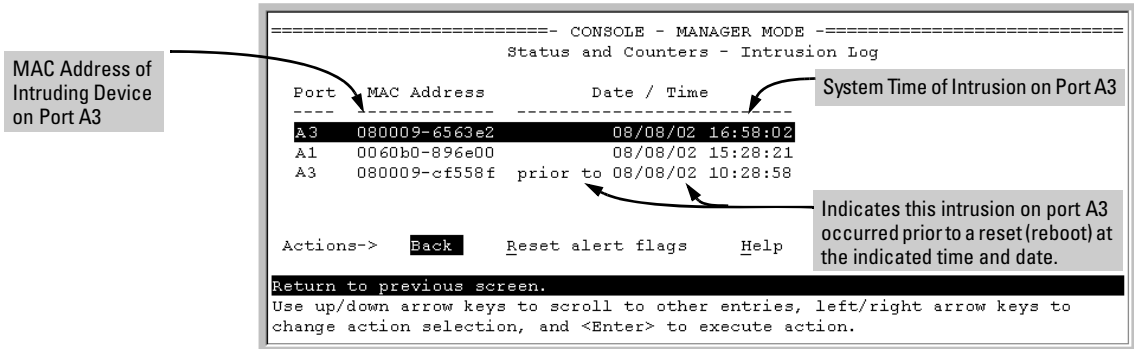 =========================- CONSOLE - MANAGER MODE -============================
Status and Counters - Intrusion Log
MAC Address of
Intruding Device
on Port A3
System Time of Intrusion on Port A3
Port MAC Address Date / Time
---- ------------- --------------------------
A3 080009-6563e2 08/08/02 16:58:02
A1 0060b0-896e00 08/08/02 15:28:21
A3 080009-cf558f prior to 08/08/02 10:28:58
Indicates this intrusion on port A3
occurred prior to a reset (reboot) at
the indicated time and date.
Actions-> Back Reset alert flags Help
Return to previous screen.
Use up/down arrow keys to scroll to other entries, left/right arrow keys to
change action selection, and <Enter> to execute action.